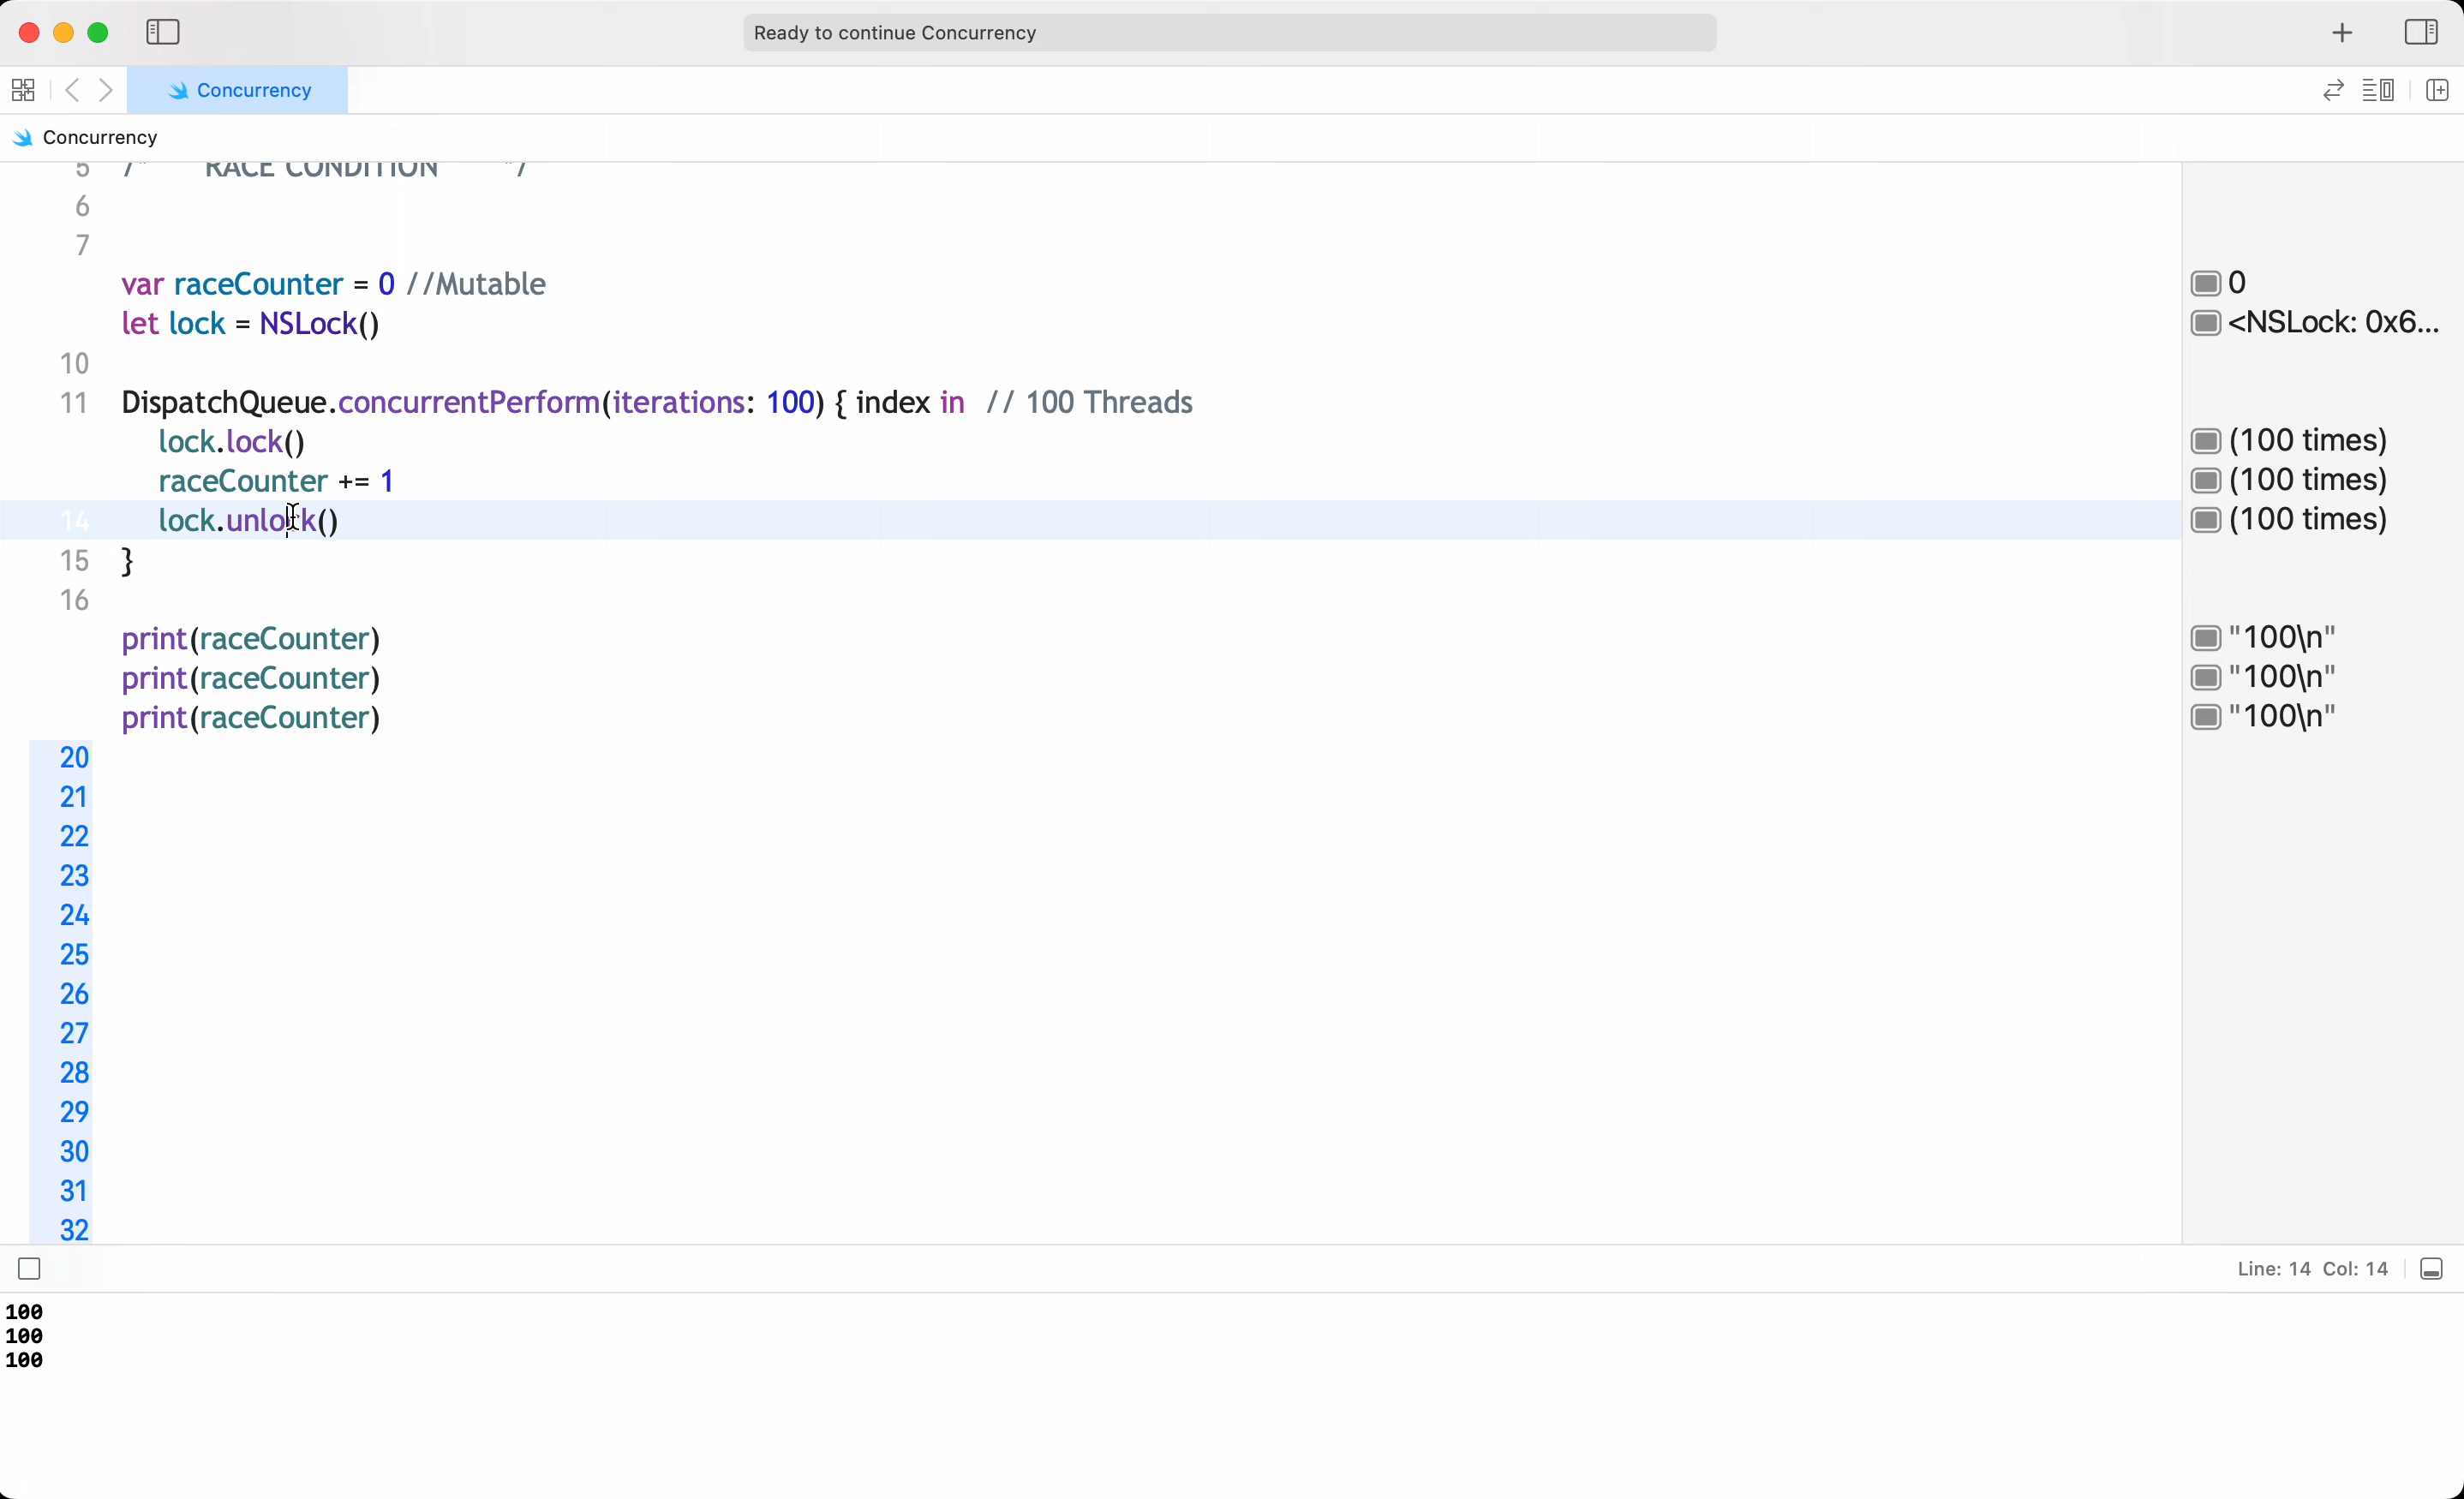 Ready to continue Concurrency
Concurrency
Concurrency
5 /* RACE CONDITION */
6
7
var raceCounter = 0 //Mutable
0
let lock = NSLock()
<NSLock: 0x6...
10
11 DispatchQueue.concurrentPerform(iterations: 100) { index in // 100 Threads
lock.lock()
(100 times)
raceCounter += 1
(100 times)
14 lock.unlock()
(100 times)
15 }
16
print(raceCounter)
"100\n"
print(raceCounter)
"100\n"
print(raceCounter)
"100\n"
20
21
22
23
24
25
26
27
28
29
30
31
32
Line: 14 Col: 14
100
100
100